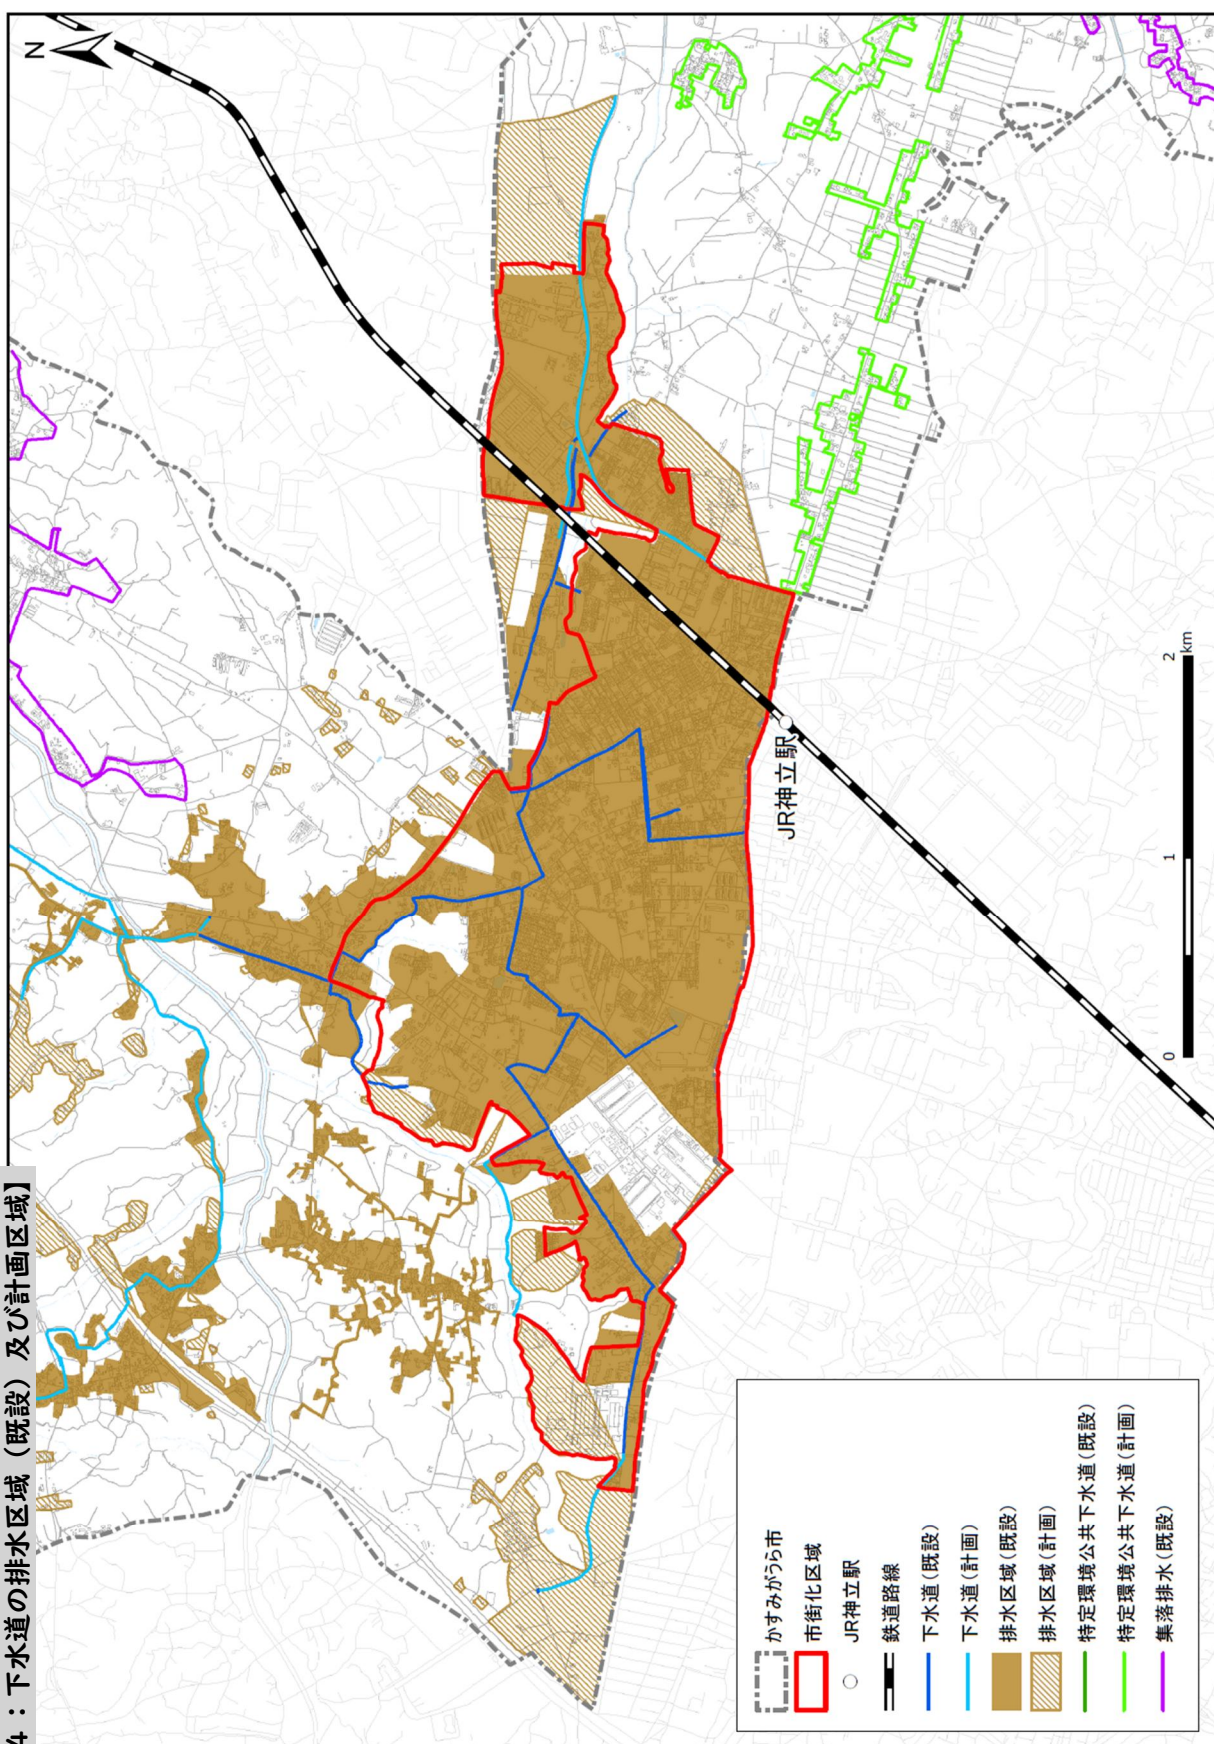 4：下水道の排水区域（既設）及び計画区域】
N
JR神立駅
0 1 2
km
かすみがうら市
市街化区域
JR神立駅
鉄道路線
下水道(既設)
下水道(計画)
排水区域(既設)
排水区域(計画)
特定環境公共下水道(既設)
特定環境公共下水道(計画)
集落排水(既設)